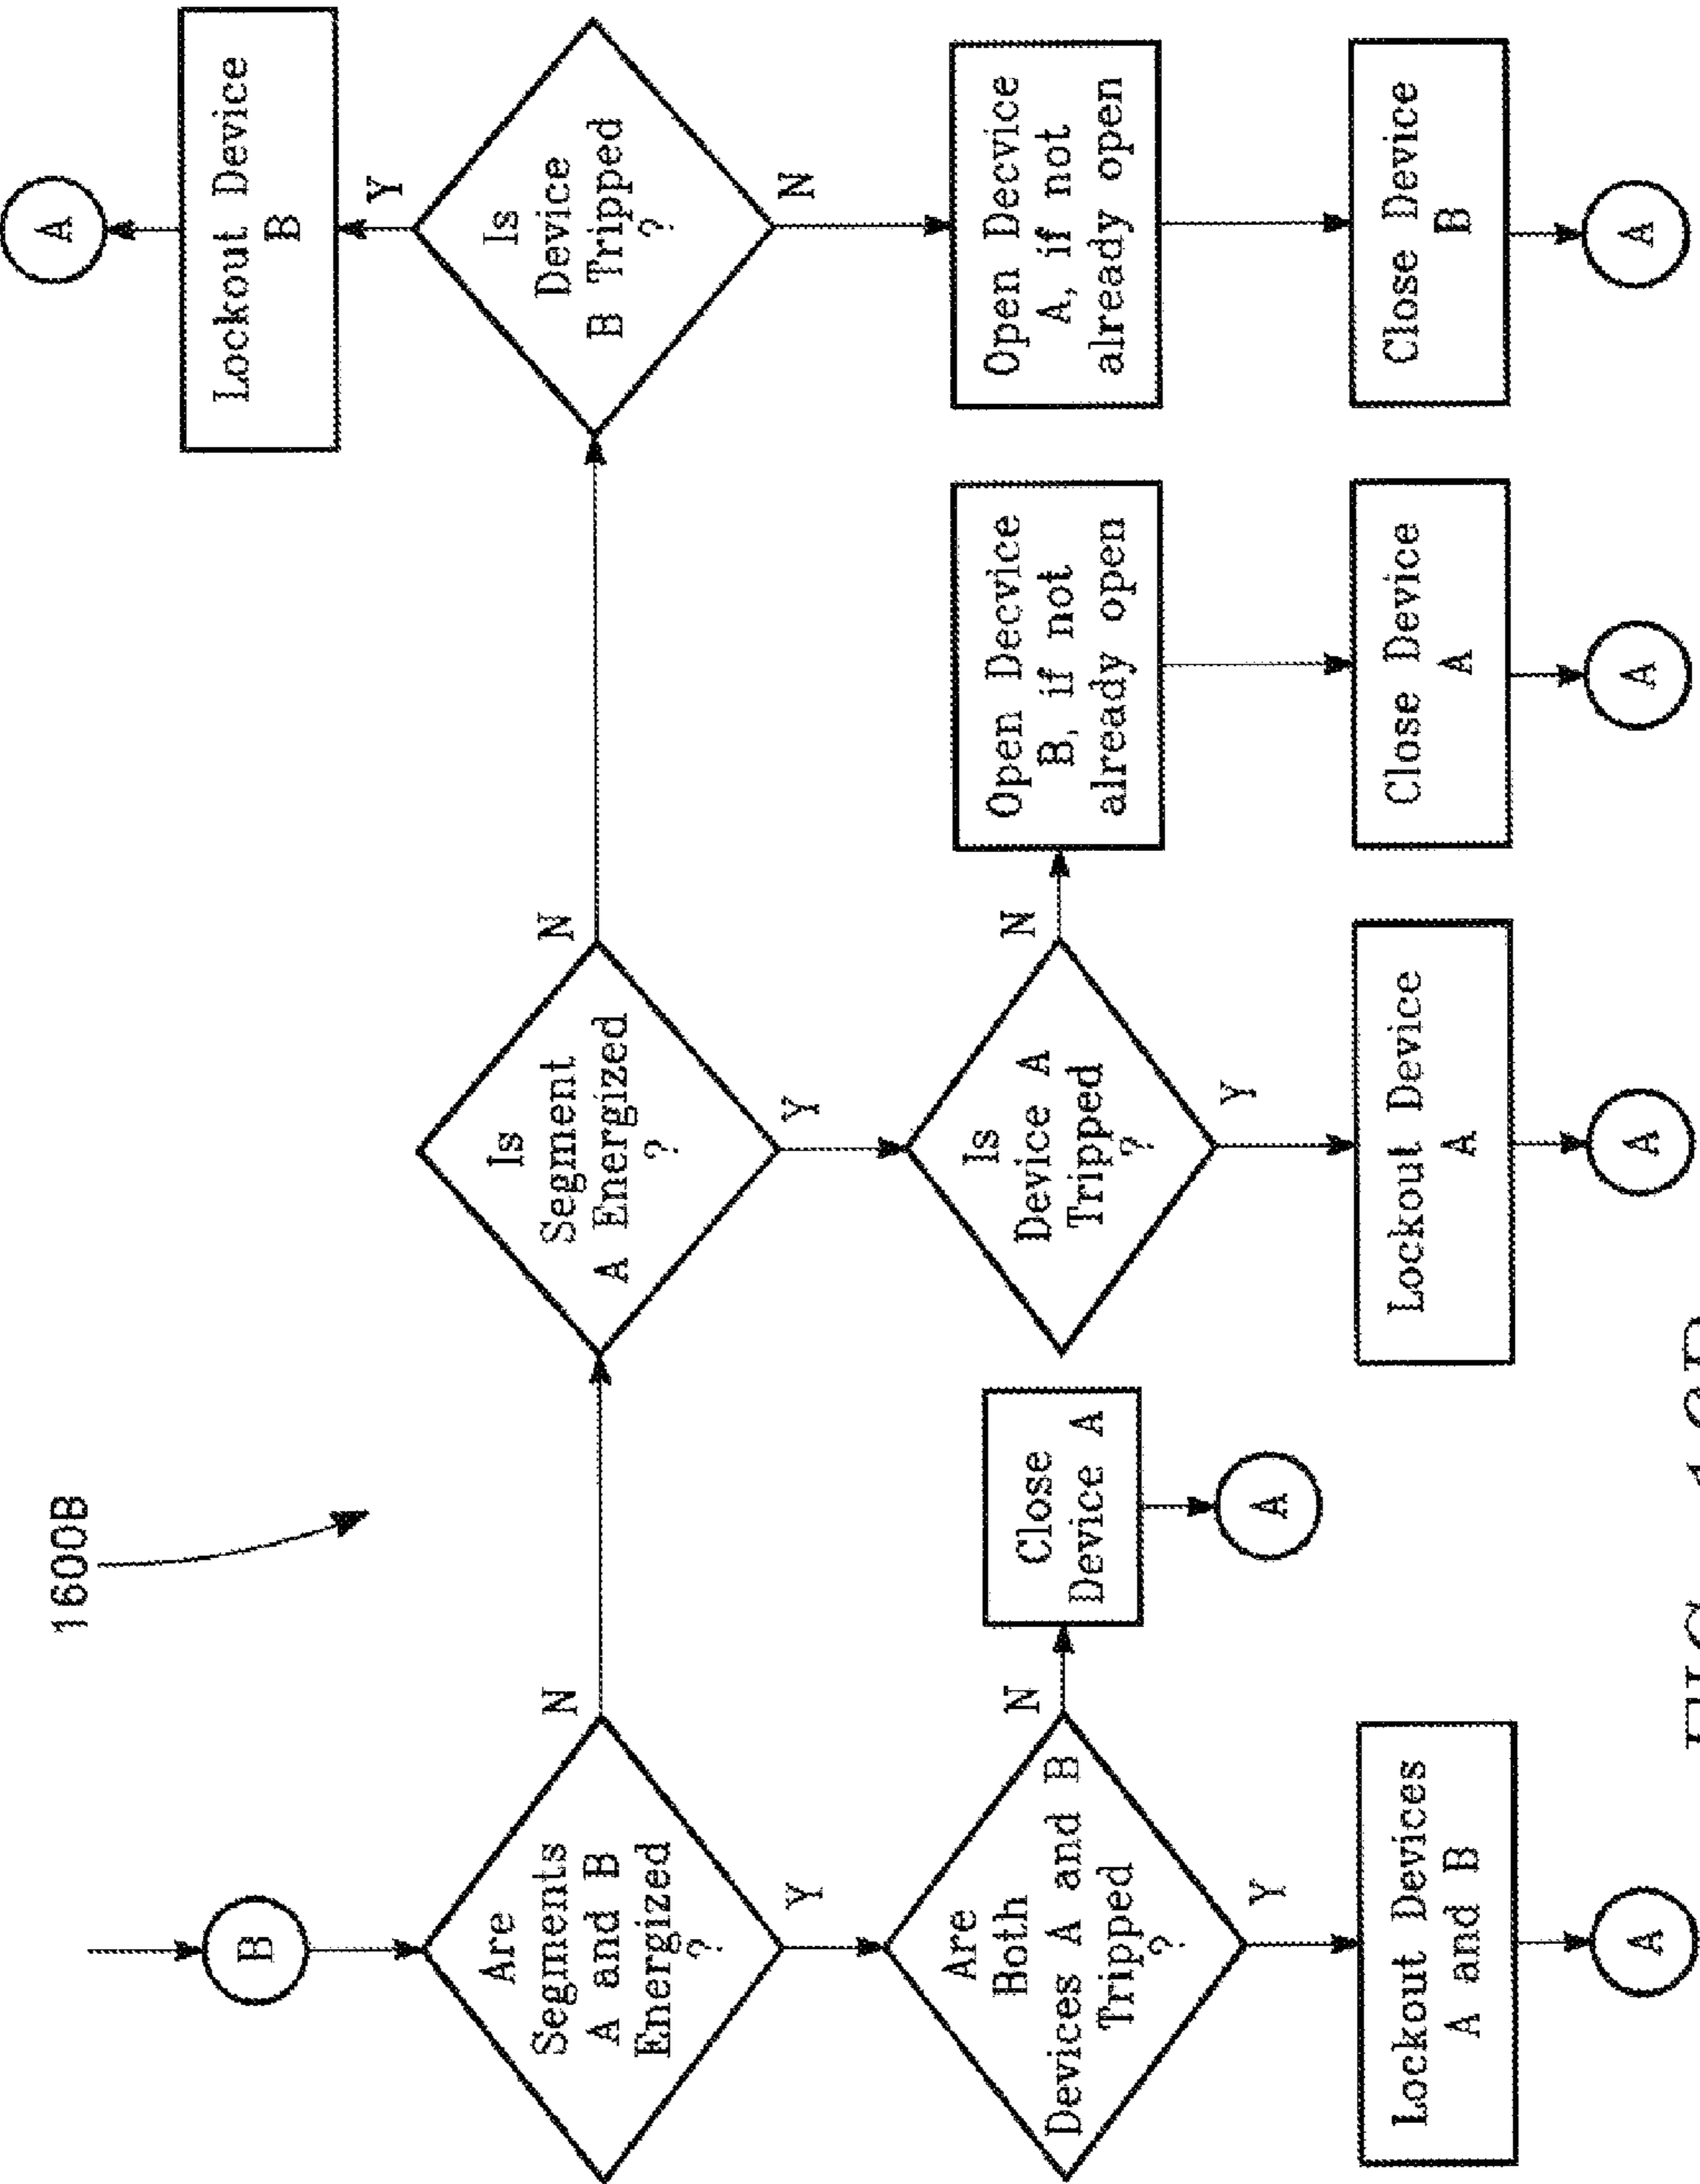 1600B
A
Lockout Device
B
Y
B
Are
Segments
A and B
Energized
?
N
Y
Is
Segment
A Energized
?
N
Y
Is
Device
B Tripped
?
N
Are
Both
Devices A and B
Tripped
?
N
Y
Close
Device A
A
Is
Device A
Tripped
?
N
Y
Open Decvice
B, if not
already open
Open Decvice
A, if not
already open
Lockout Devices
A and B
Lockout Device
A
Close Device
A
Close Device
B
A
A
A
A